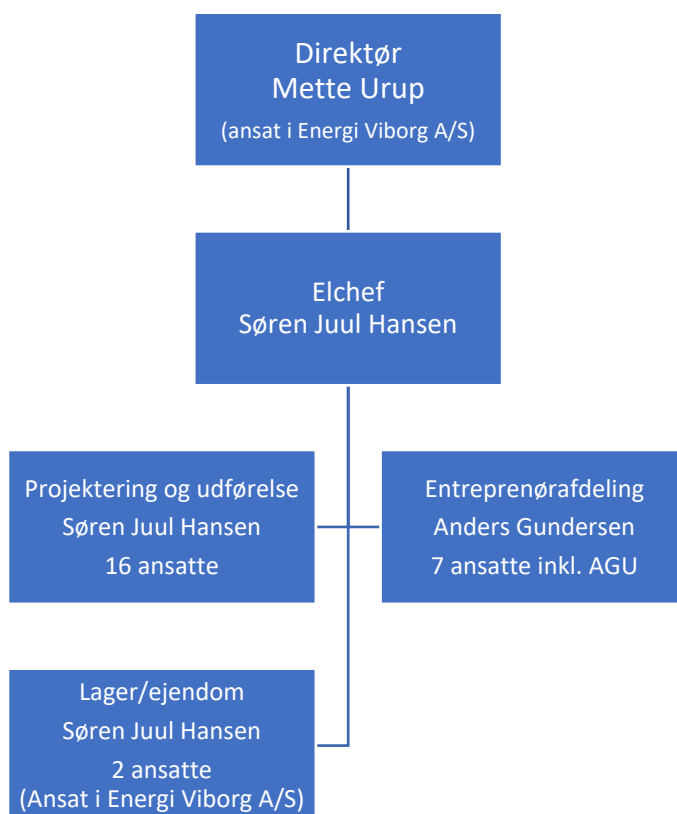 Direktør
Mette Urup
(ansat i Energi Viborg A/S)
Elchef
Søren Juul Hansen
Projektering og udførelse
Søren Juul Hansen
16 ansatte
Entreprenørafdeling
Anders Gundersen
7 ansatte inkl. AGU
Lager/ejendom
Søren Juul Hansen
2 ansatte
(Ansat i Energi Viborg A/S)